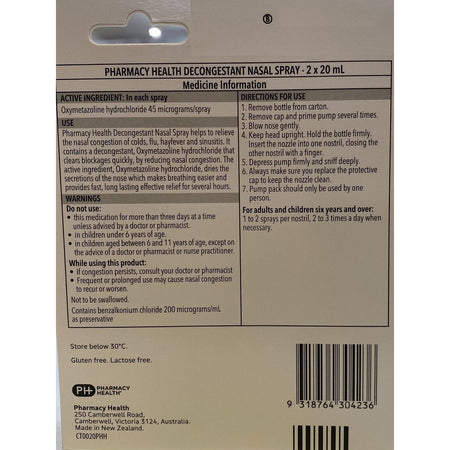 PHARMACY HEALTH DECONGESTANT NASAL SPRAY - 2 x 20 mL
Medicine Information
ACTIVE INGREDIENT: In each spray
Oxymetazoline hydrochloride 45 micrograms/spray
USE
Pharmacy Health Decongestant Nasal Spray helps to relieve
the nasal congestion of colds, flu, hayfever and sinusitis. It
contains a decongestant, Oxymetazoline hydrochloride that
clears blockages quickly, by reducing nasal congestion. The
active ingredient, Oxymetazoline hydrochloride, dries the
secretions of the nose which makes breathing easier and
provides fast, long lasting effective relief for several hours.
WARNINGS
Do not use:
• this medication for more than three days at a time
unless advised by a doctor or pharmacist.
• in children under 6 years of age.
• in children aged between 6 and 11 years of age, except on
the advice of a doctor or pharmacist or nurse practitioner.
While using this product:
• If congestion persists, consult your doctor or pharmacist
• Frequent or prolonged use may cause nasal congestion
to recur or worsen.
Not to be swallowed.
Contains benzalkonium chloride 200 micrograms/mL
as preservative
DIRECTIONS FOR USE
1. Remove bottle from carton.
2. Remove cap and prime pump several times.
3. Blow nose gently.
4. Keep head upright. Hold the bottle firmly.
Insert the nozzle into one nostril, closing the
other nostril with a finger.
5. Depress pump firmly and sniff deeply.
6. Always make sure you replace the protective
cap to keep the nozzle clean.
7. Pump pack should only be used by one
person.
For adults and children six years and over:
1 to 2 sprays per nostril, 2 to 3 times a day when
necessary.
Store below 30°C.
Gluten free. Lactose free.
PH+ PHARMACY
HEALTH®
Pharmacy Health
250 Camberwell Road,
Camberwell, Victoria 3124, Australia.
Made in New Zealand.
CT0020PHH
9 318764 304236